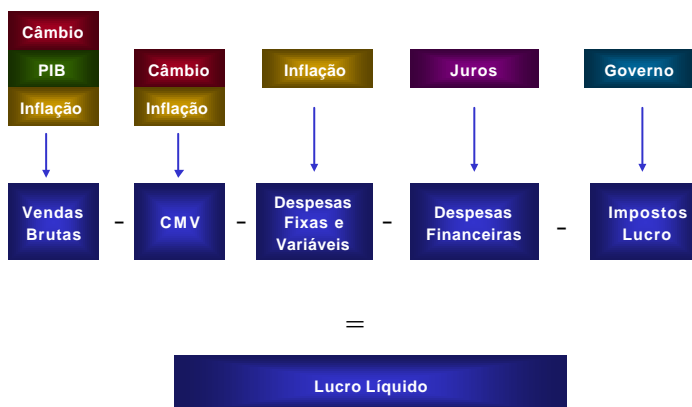 Câmbio
PIB
Inflação
Câmbio
Inflação
Inflação
Juros
Governo
Vendas
Brutas
-
CMV
-
Despesas
Fixas e
Variáveis
-
Despesas
Financeiras
-
Impostos
Lucro
=
Lucro Líquido